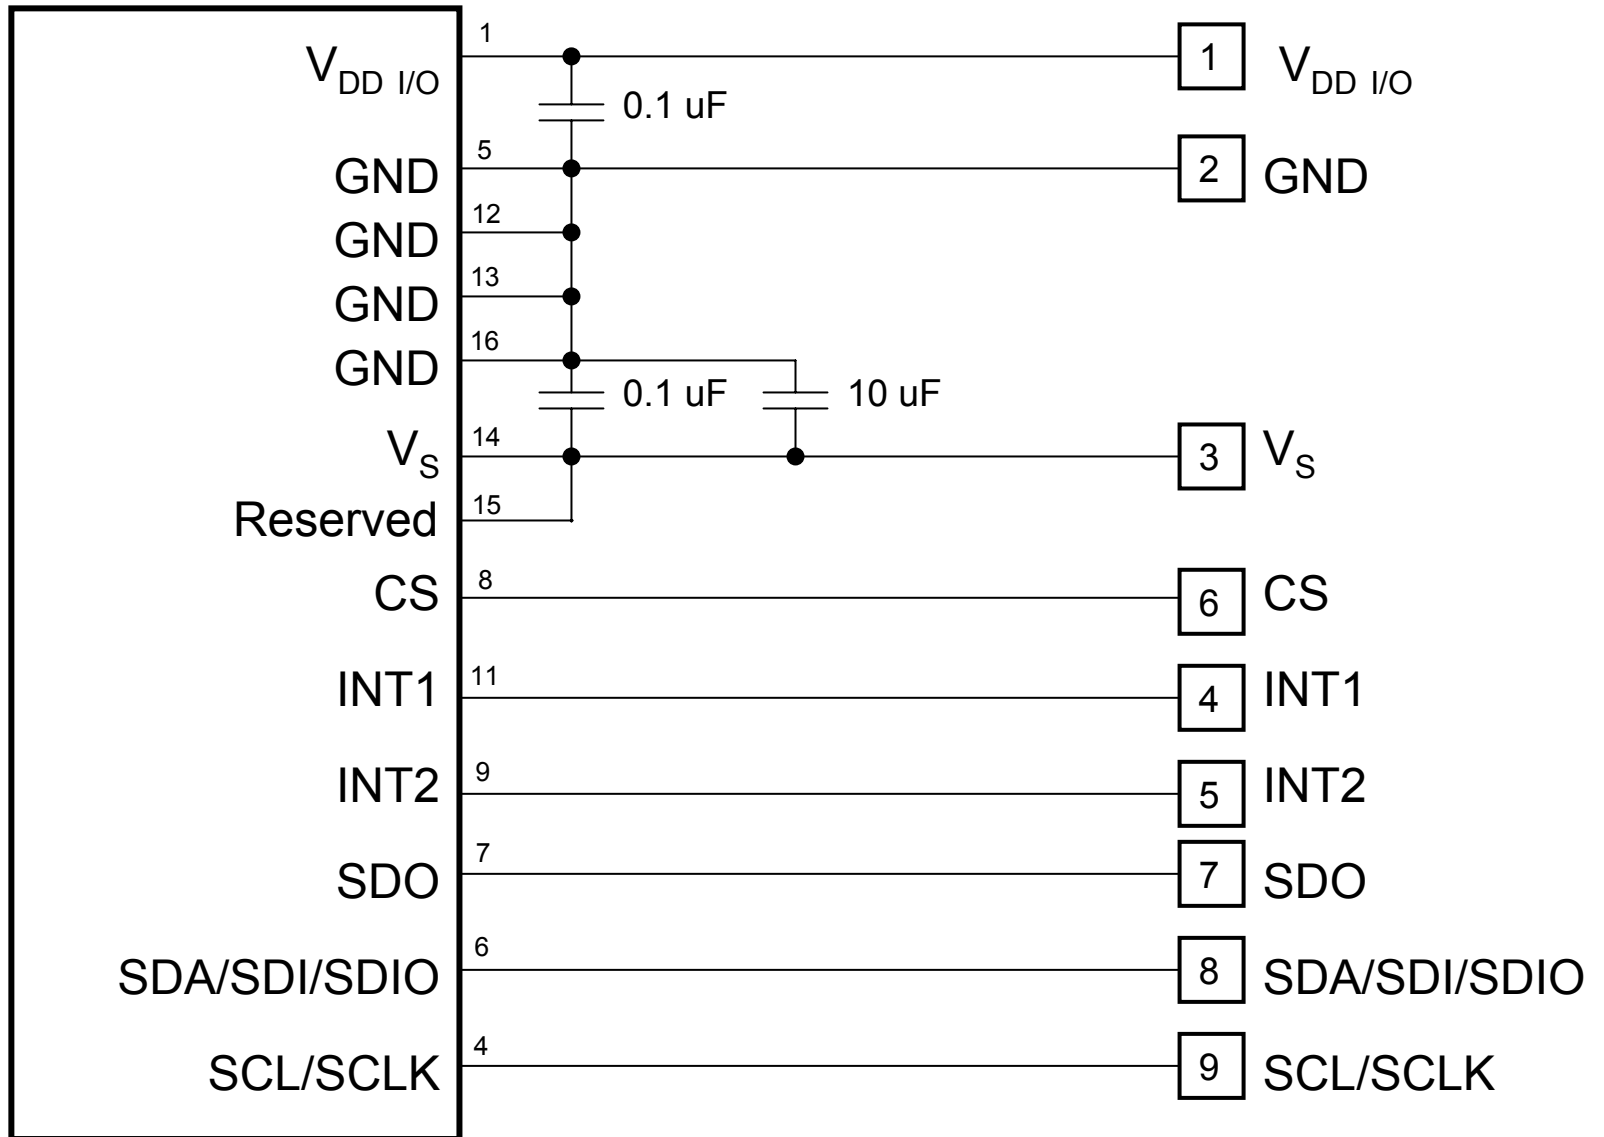 V DD I/O 1 1 V DD I/O
0.1 uF
GND 5 2 GND
GND 12
GND 13
GND 16
0.1 uF 10 uF
V S 14 3 V S
Reserved 15
CS 8 6 CS
INT1 11 4 INT1
INT2 9 5 INT2
SDO 7 7 SDO
SDA/SDI/SDIO 6 8 SDA/SDI/SDIO
SCL/SCLK 4 9 SCL/SCLK